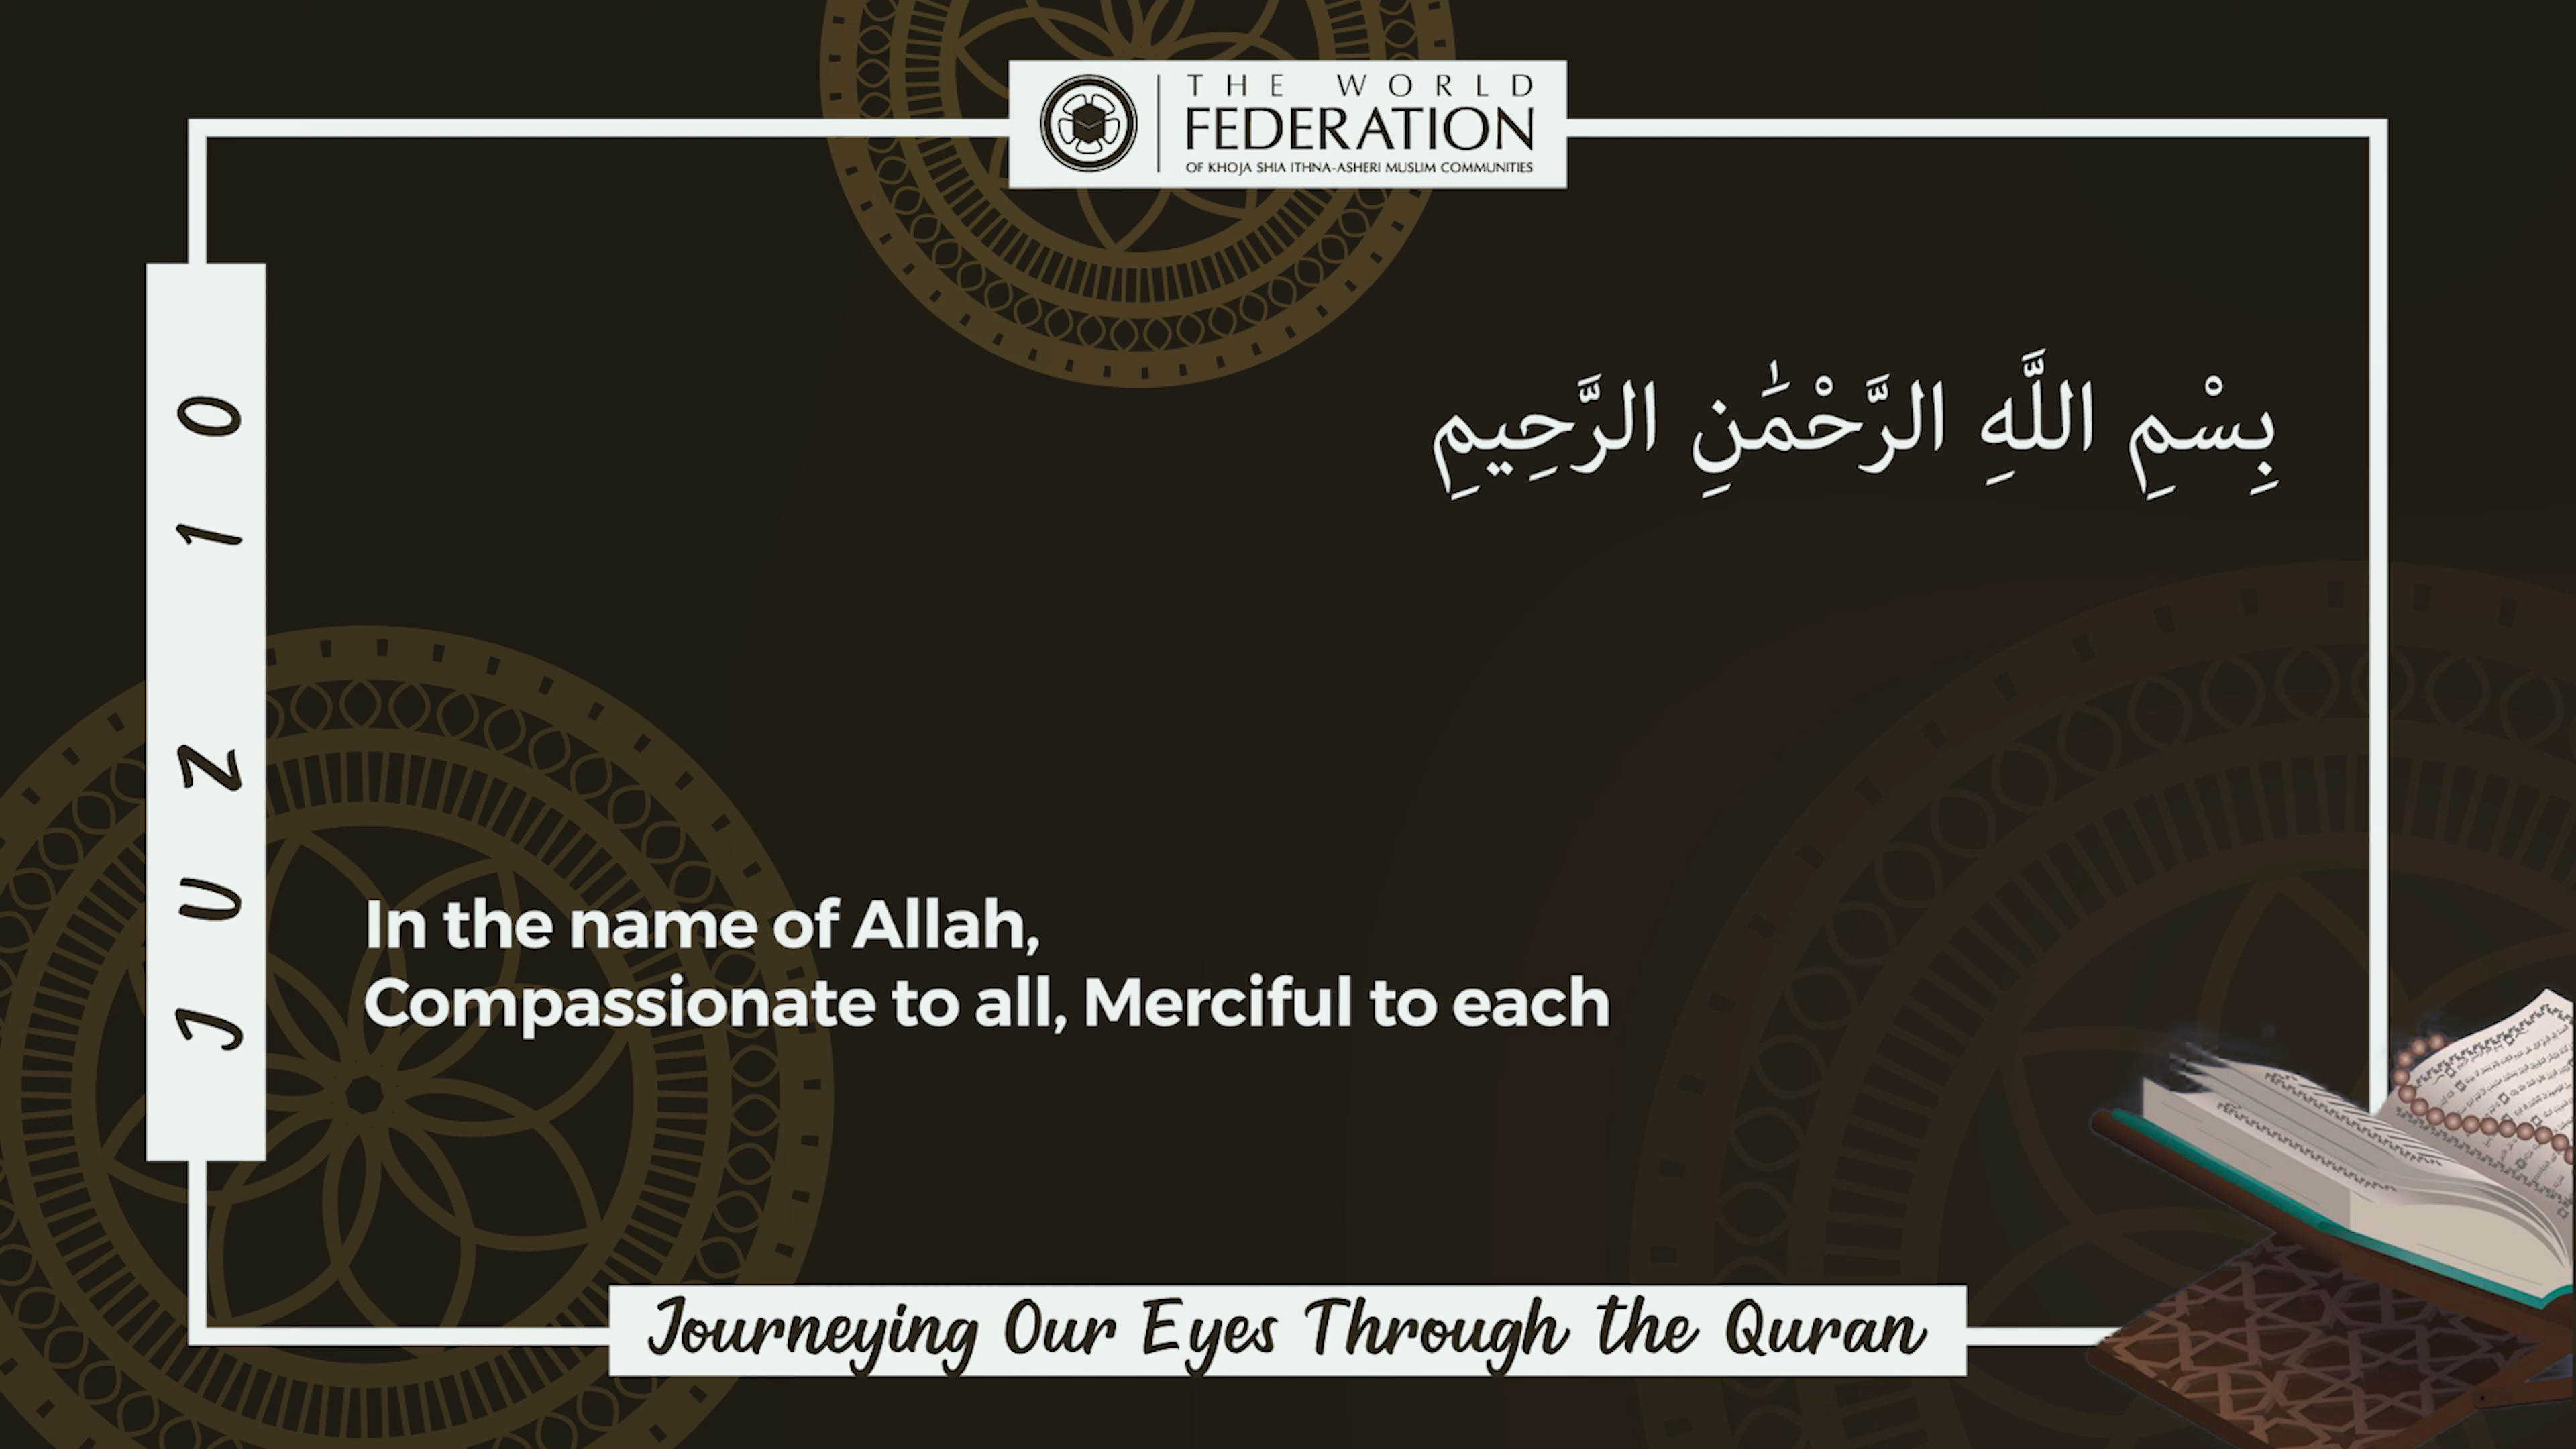 THE WORLD
FEDERATION
OF KHOJA SHIA ITHNA-ASHERI MUSLIM COMMUNITIES
بِسْمِ اللَّهِ الرَّحْمَٰنِ الرَّحِيمِ
JUZ 10
In the name of Allah,
Compassionate to all, Merciful to each
Journeying Our Eyes Through the Quran